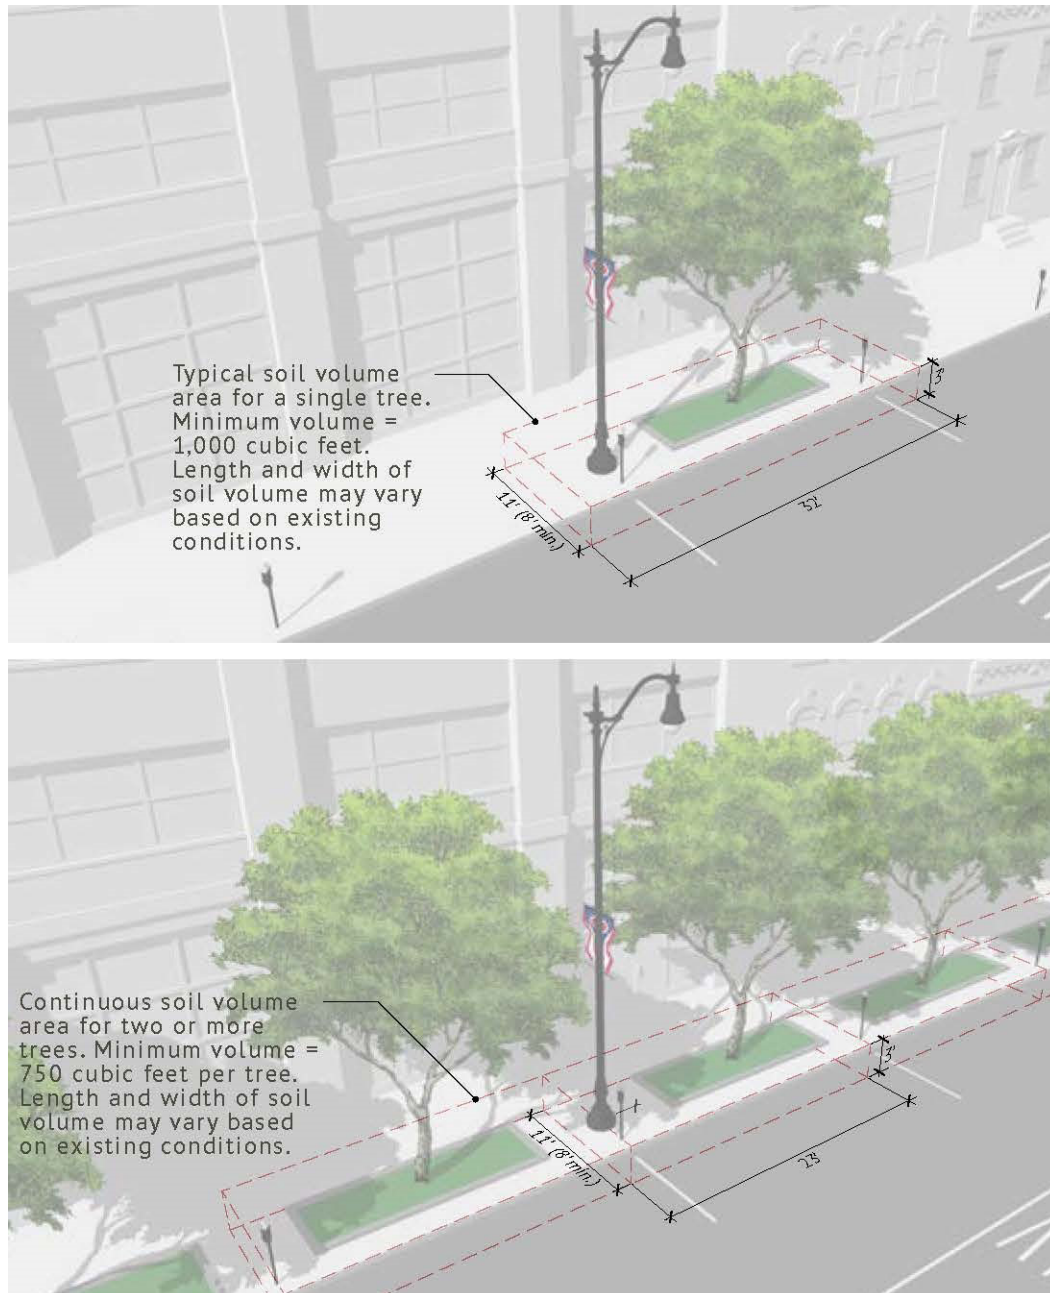 Typical soil volume
area for a single tree.
Minimum volume =
1,000 cubic feet.
Length and width of
soil volume may vary
based on existing
conditions.
3'
11' (8' min.)
32'
Continuous soil volume
area for two or more
trees. Minimum volume =
750 cubic feet per tree.
Length and width of soil
volume may vary based
on existing conditions.
3'
11' (8' min.)
23'